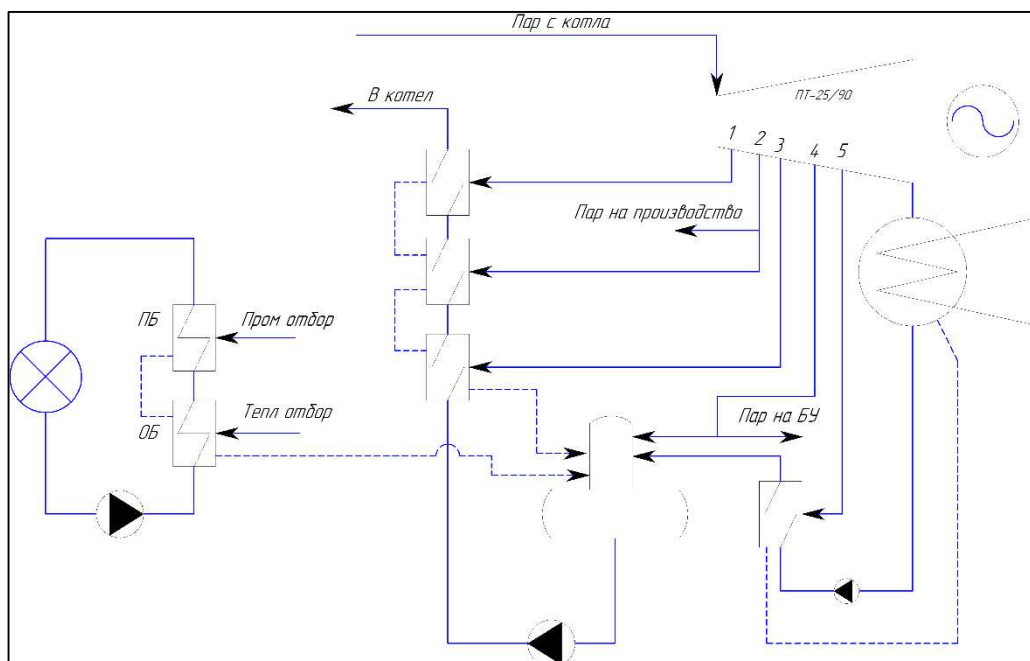 Пар с котла
ПТ-25/90
В котел
1 2 3 4 5
Пар на производство
ПБ
Пром отбор
ОБ
Тепл отбор
Пар на БУ